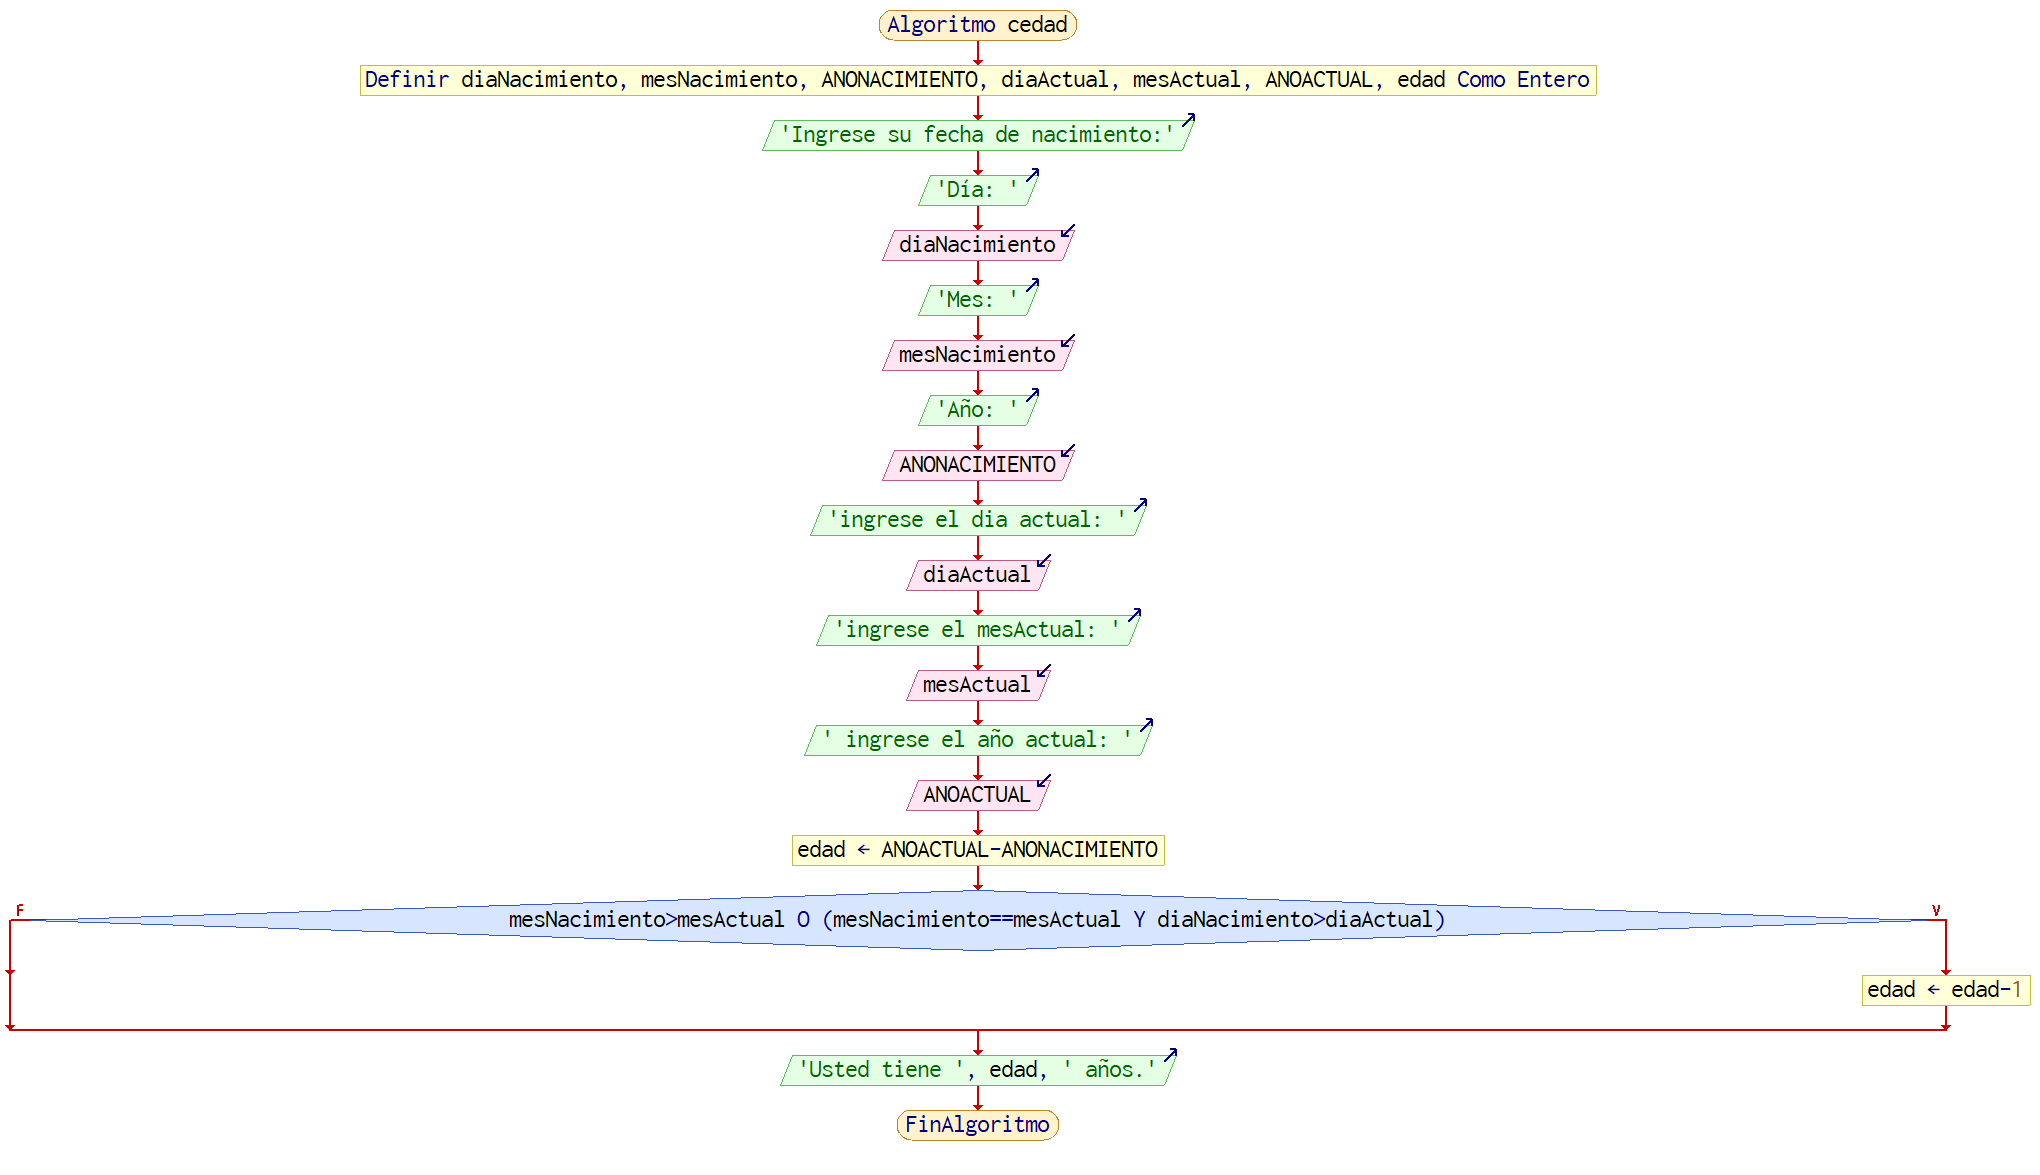 Algoritmo cedad
Definir diaNacimiento, mesNacimiento, ANONACIMIENTO, diaActual, mesActual, ANOACTUAL, edad Como Entero
'Ingrese su fecha de nacimiento:'
'Día: '
diaNacimiento
'Mes: '
mesNacimiento
'Año: '
ANONACIMIENTO
'ingrese el dia actual: '
diaActual
'ingrese el mesActual: '
mesActual
' ingrese el año actual: '
ANOACTUAL
edad ← ANOACTUAL-ANONACIMIENTO
F
mesNacimiento>mesActual O (mesNacimiento==mesActual Y diaNacimiento>diaActual)
V
edad ← edad-1
'Usted tiene ', edad, ' años.'
FinAlgoritmo